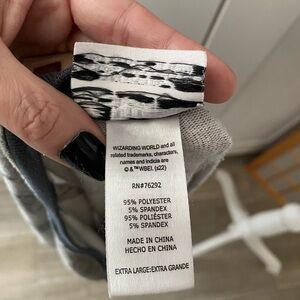 WIZARDING WORLD and all
related trademarks, characters,
names and indicia are
© & ™ WBEI. (s22)
RN#76292
95% POLYESTER
5% SPANDEX
95% POLIÉSTER
5% SPANDEX
MADE IN CHINA
HECHO EN CHINA
EXTRA LARGE:EXTRA GRANDE